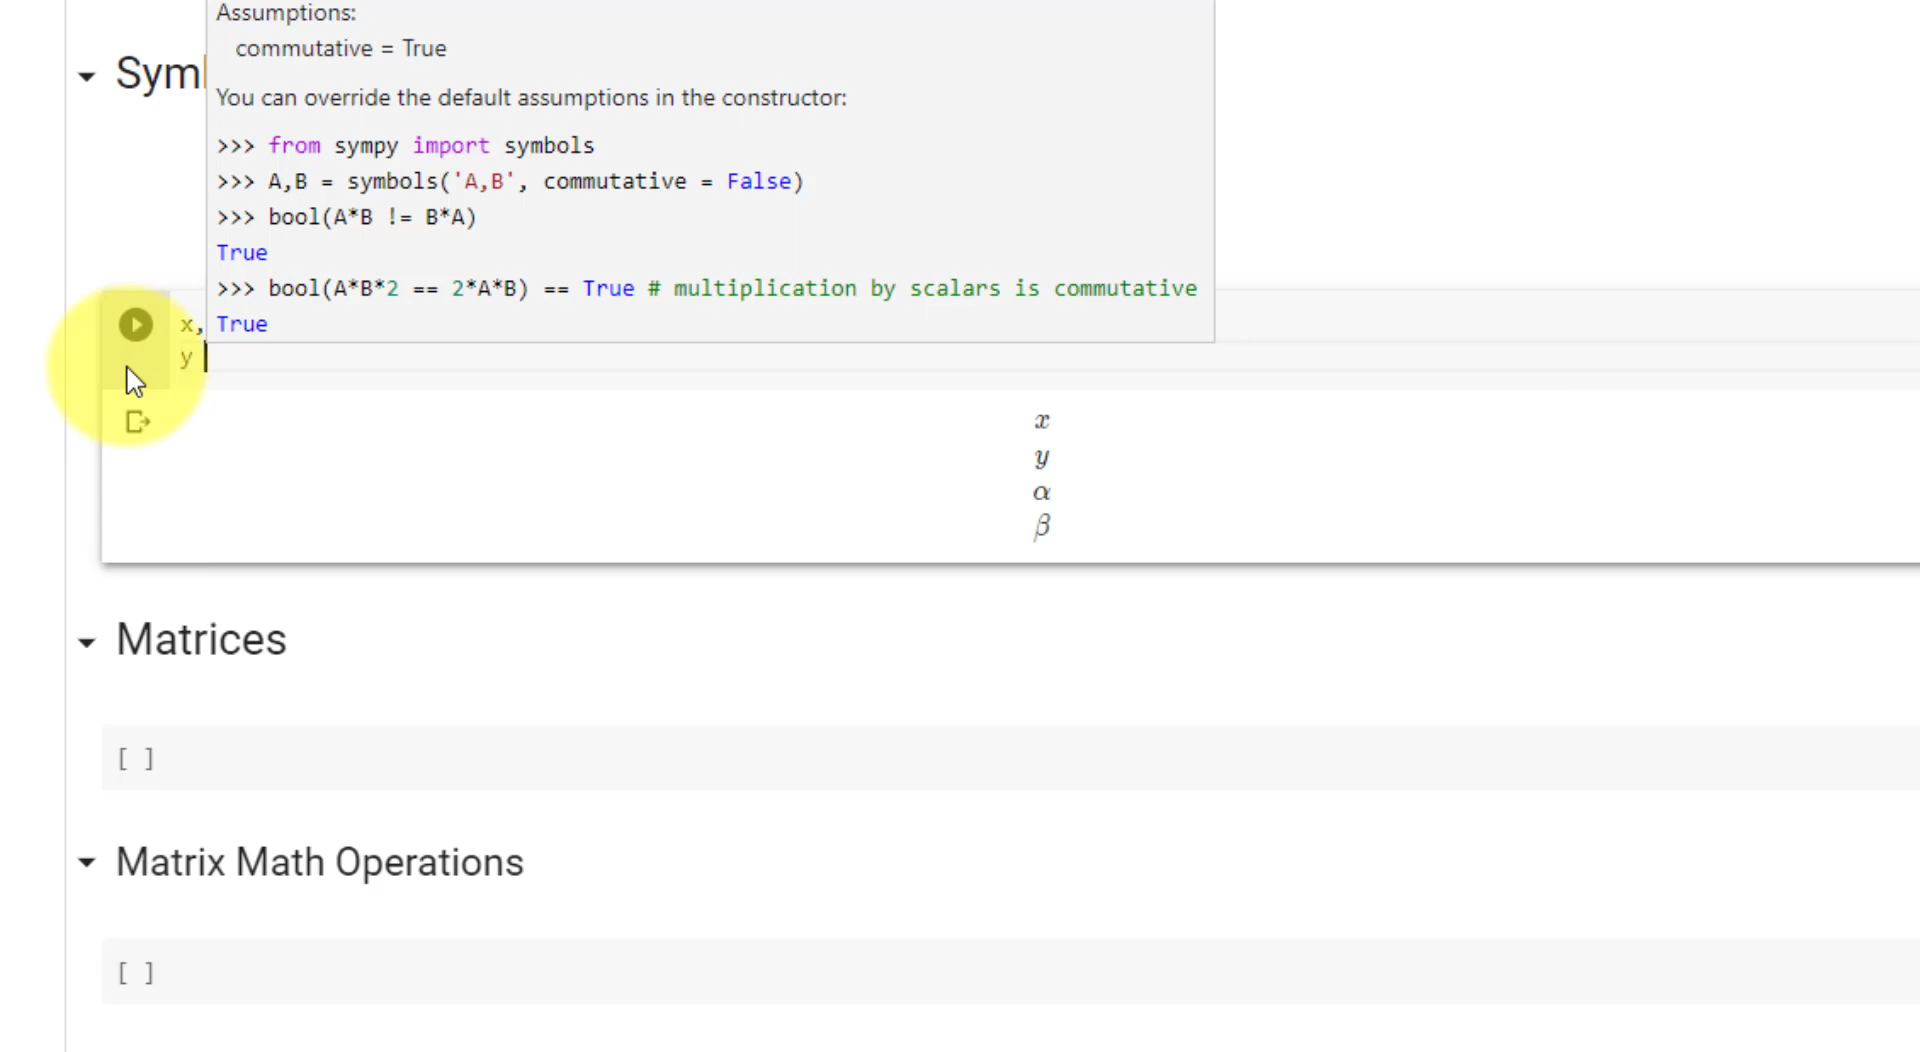 Assumptions:
commutative = True
You can override the default assumptions in the constructor:
>>> from sympy import symbols
>>> A,B = symbols('A,B', commutative = False)
>>> bool(A*B != B*A)
True
>>> bool(A*B*2 == 2*A*B) == True # multiplication by scalars is commutative
True
x,
y
x
y
α
β
Matrices
[ ]
Matrix Math Operations
[ ]